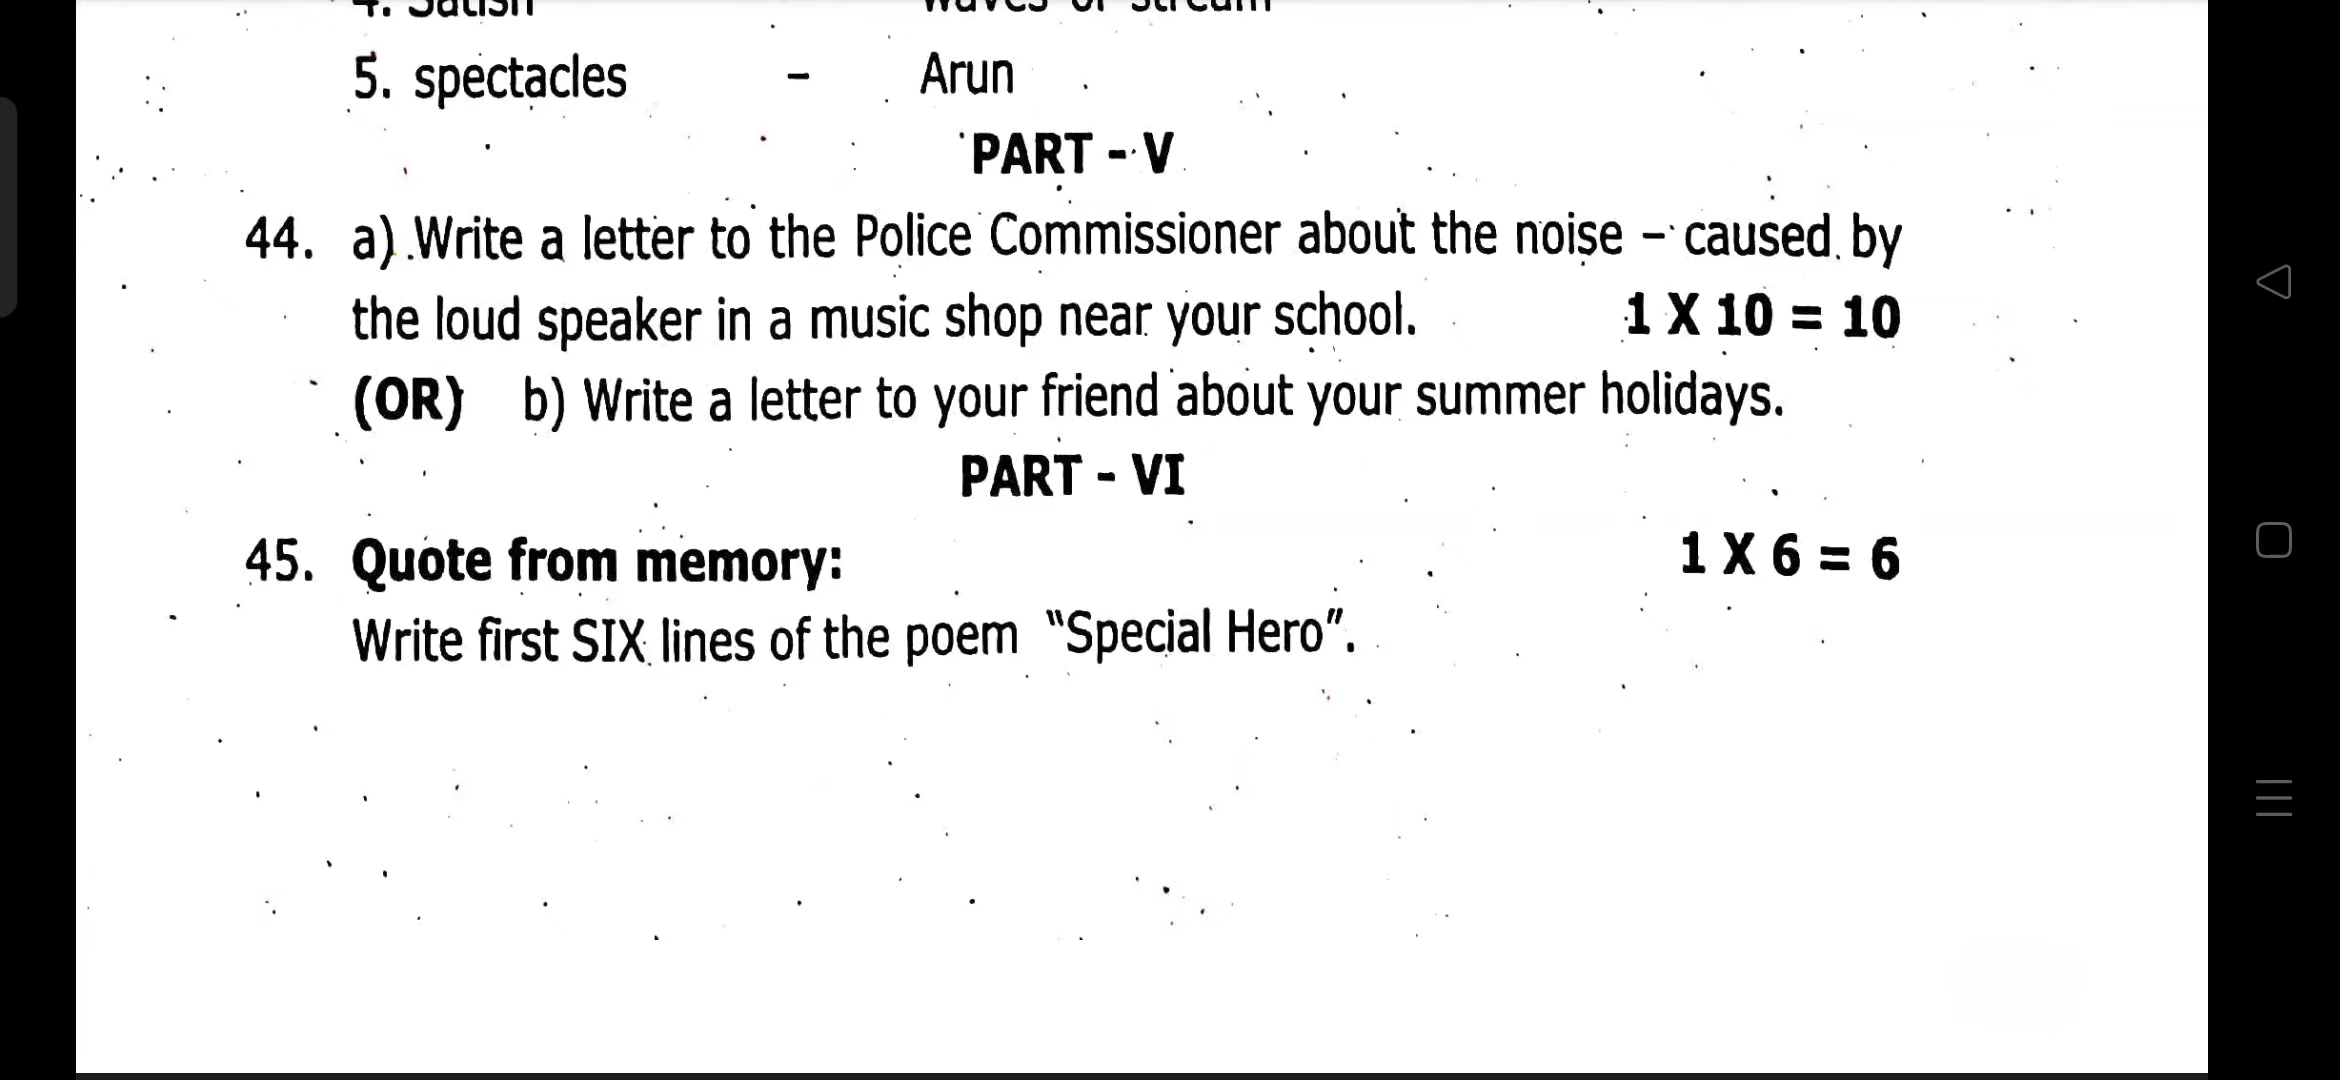 5. spectacles - Arun
PART - V
44. a) Write a letter to the Police Commissioner about the noise - caused by
the loud speaker in a music shop near your school. 1 X 10 = 10
(OR) b) Write a letter to your friend about your summer holidays.
PART - VI
45. Quote from memory: 1 X 6 = 6
Write first SIX lines of the poem "Special Hero".